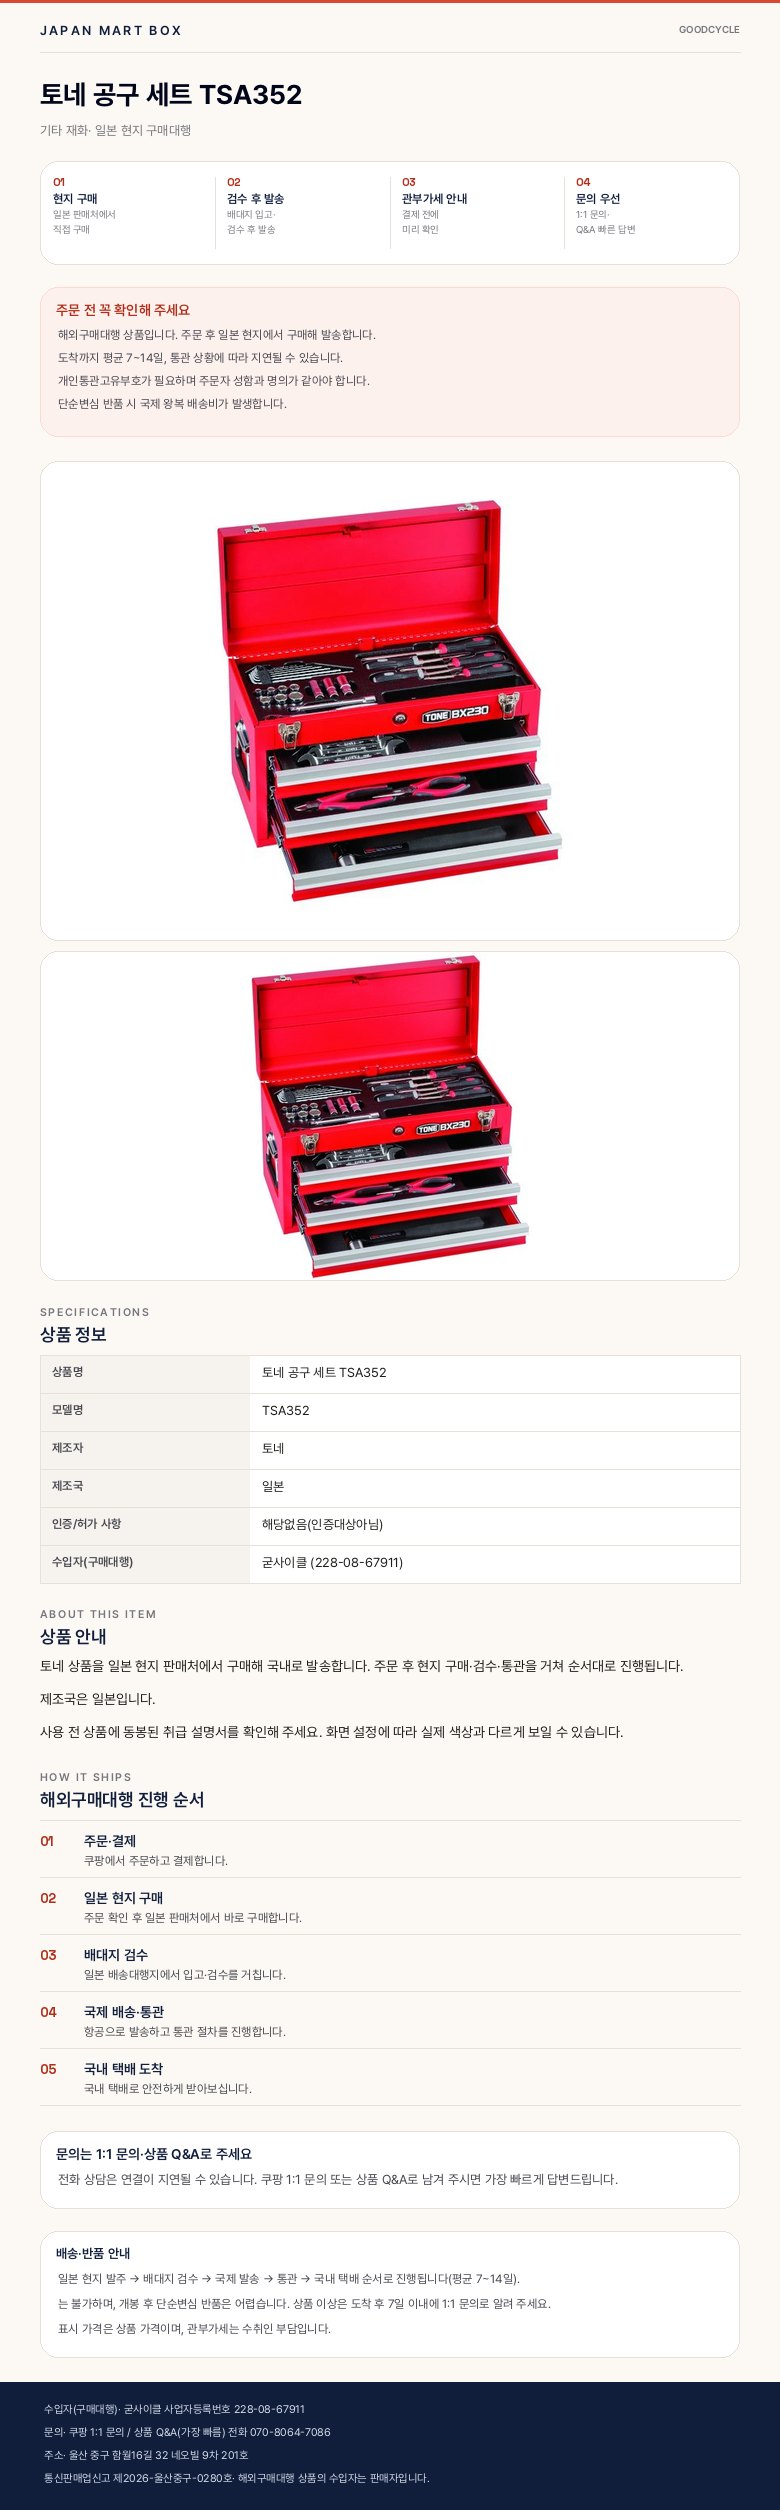 JAPAN MART BOX
GOODCYCLE
토네 공구 세트 TSA352
기타 재화· 일본 현지 구매대행
01
현지 구매
일본 판매처에서
직접 구매
02
검수 후 발송
배대지 입고·
검수 후 발송
03
관부가세 안내
결제 전에
미리 확인
04
문의 우선
1:1 문의·
Q&A 빠른 답변
주문 전 꼭 확인해 주세요
해외구매대행 상품입니다. 주문 후 일본 현지에서 구매해 발송합니다.
도착까지 평균 7~14일, 통관 상황에 따라 지연될 수 있습니다.
개인통관고유부호가 필요하며 주문자 성함과 명의가 같아야 합니다.
단순변심 반품 시 국제 왕복 배송비가 발생합니다.
TONE BX230
TONE BX230
SPECIFICATIONS
상품 정보
상품명 토네 공구 세트 TSA352
모델명 TSA352
제조자 토네
제조국 일본
인증/허가 사항 해당없음(인증대상아님)
수입자(구매대행) 굳사이클 (228-08-67911)
ABOUT THIS ITEM
상품 안내
토네 상품을 일본 현지 판매처에서 구매해 국내로 발송합니다. 주문 후 현지 구매·검수·통관을 거쳐 순서대로 진행됩니다.
제조국은 일본입니다.
사용 전 상품에 동봉된 취급 설명서를 확인해 주세요. 화면 설정에 따라 실제 색상과 다르게 보일 수 있습니다.
HOW IT SHIPS
해외구매대행 진행 순서
01 주문·결제
쿠팡에서 주문하고 결제합니다.
02 일본 현지 구매
주문 확인 후 일본 판매처에서 바로 구매합니다.
03 배대지 검수
일본 배송대행지에서 입고·검수를 거칩니다.
04 국제 배송·통관
항공으로 발송하고 통관 절차를 진행합니다.
05 국내 택배 도착
국내 택배로 안전하게 받아보십니다.
문의는 1:1 문의·상품 Q&A로 주세요
전화 상담은 연결이 지연될 수 있습니다. 쿠팡 1:1 문의 또는 상품 Q&A로 남겨 주시면 가장 빠르게 답변드립니다.
배송·반품 안내
일본 현지 발주 → 배대지 검수 → 국제 발송 → 통관 → 국내 택배 순서로 진행됩니다(평균 7~14일).
는 불가하며, 개봉 후 단순변심 반품은 어렵습니다. 상품 이상은 도착 후 7일 이내에 1:1 문의로 알려 주세요.
표시 가격은 상품 가격이며, 관부가세는 수취인 부담입니다.
수입자(구매대행)· 굳사이클 사업자등록번호 228-08-67911
문의· 쿠팡 1:1 문의 / 상품 Q&A(가장 빠름) 전화 070-8064-7086
주소· 울산 중구 함월16길 32 네오빌 9차 201호
통신판매업신고 제2026-울산중구-0280호· 해외구매대행 상품의 수입자는 판매자입니다.